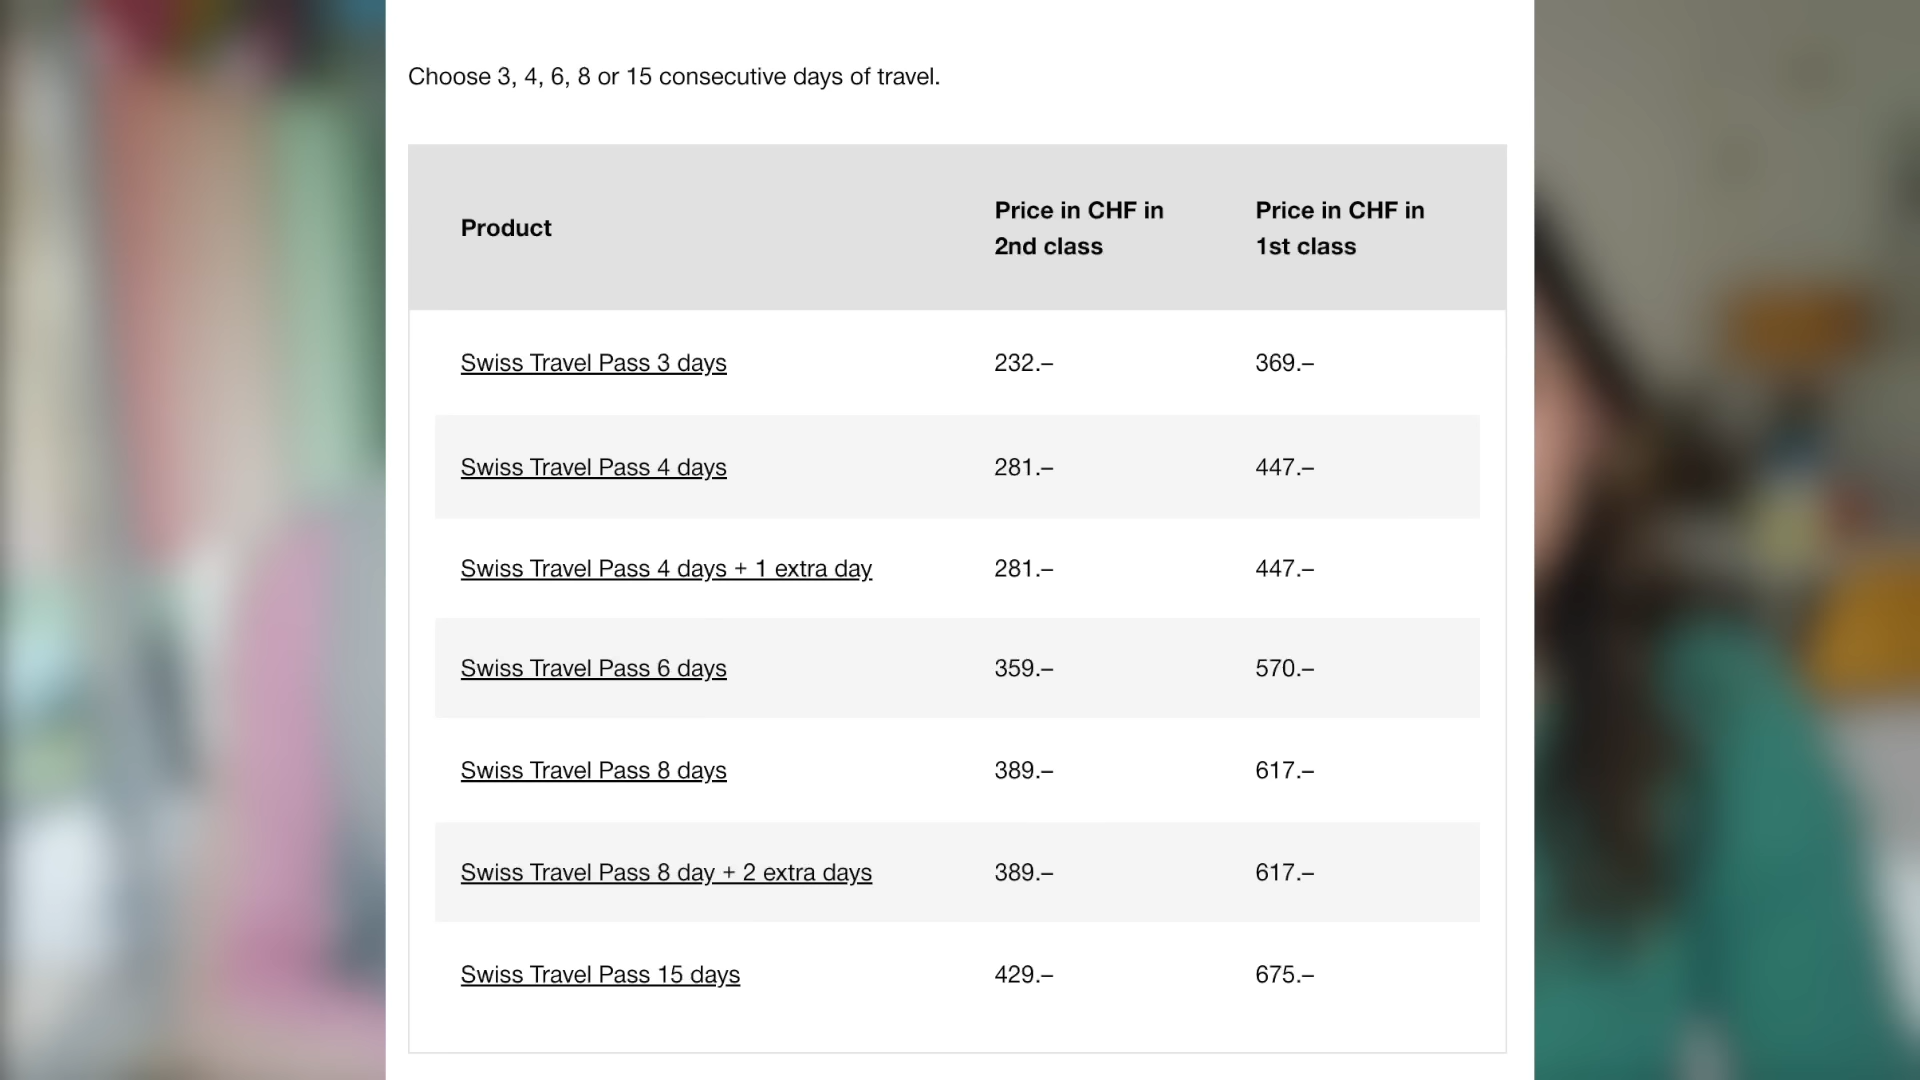 Choose 3, 4, 6, 8 or 15 consecutive days of travel.
Product
Price in CHF in
2nd class
Price in CHF in
1st class
Swiss Travel Pass 3 days 232.– 369.–
Swiss Travel Pass 4 days 281.– 447.–
Swiss Travel Pass 4 days + 1 extra day 281.– 447.–
Swiss Travel Pass 6 days 359.– 570.–
Swiss Travel Pass 8 days 389.– 617.–
Swiss Travel Pass 8 day + 2 extra days 389.– 617.–
Swiss Travel Pass 15 days 429.– 675.–